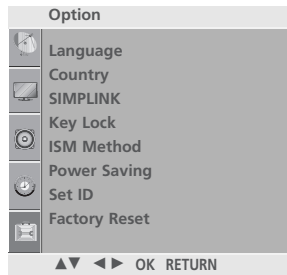 Option
Language
Country
SIMPLINK
Key Lock
ISM Method
Power Saving
Set ID
Factory Reset
▲▼ ◄► OK RETURN